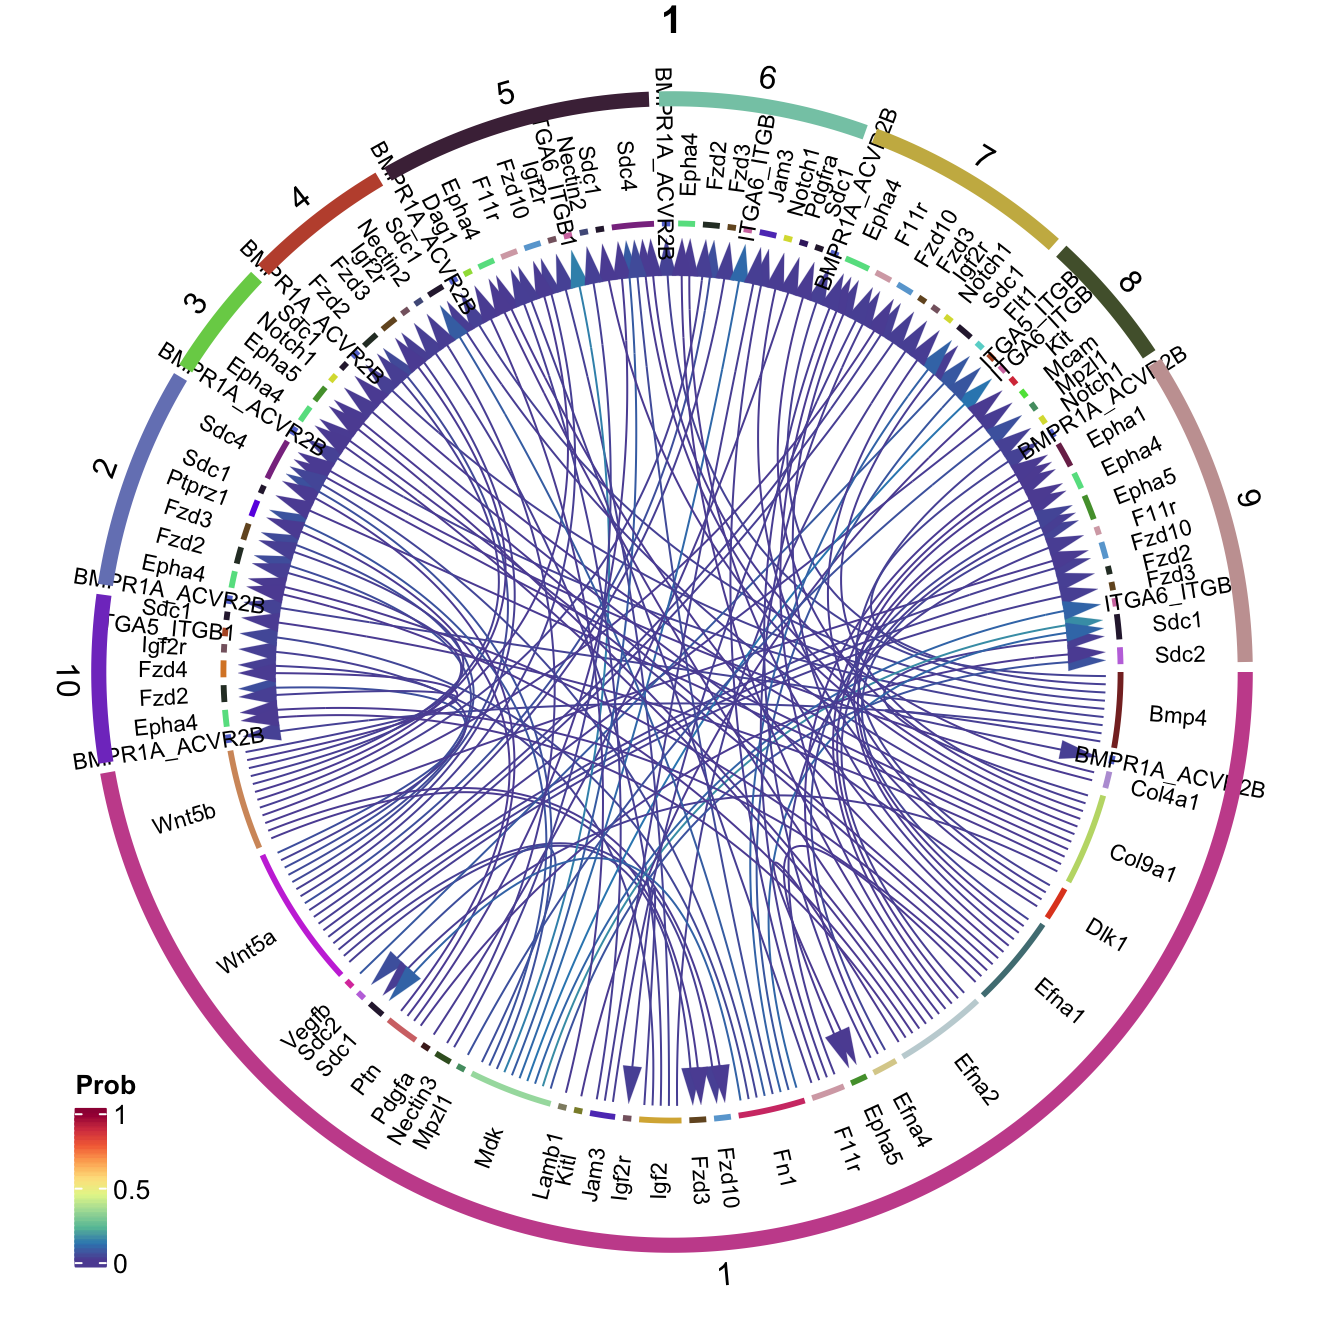 1
6
BMPR1A_ACVR2B
Epha4
Fzd2
Fzd3
ITGA6_ITGB
Jam3
Notch1
Pdgfra
Sdc1
7
BMPR1A_ACVR2B
Epha4
F11r
Fzd10
Fzd3
Igf2r
Notch1
Sdc1
8
Flt1
ITGA5_ITGB
ITGA6_ITGB
Kit
Mcam
Mpzl1
Notch1
9
BMPR1A_ACVR2B
Epha1
Epha4
Epha5
F11r
Fzd10
Fzd2
Fzd3
ITGA6_ITGB
Sdc1
Sdc2
1
Bmp4
BMPR1A_ACVR2B
Col4a1
Col9a1
Dlk1
Efna1
Efna2
Efna4
Epha5
F11r
Fn1
Fzd10
Fzd3
Igf2
Igf2r
Jam3
Kitl
Lamb1
Mdk
Mpzl1
Nectin3
Pdgfa
Ptn
Sdc1
Sdc2
Vegfb
Wnt5a
Wnt5b
10
BMPR1A_ACVR2B
Epha4
Fzd2
Fzd4
Igf2r
TGA5_ITGB1
Sdc1
2
BMPR1A_ACVR2B
Epha4
Fzd2
Fzd3
Ptprz1
Sdc1
Sdc4
3
BMPR1A_ACVR2B
Epha4
Epha5
Notch1
Sdc1
4
BMPR1A_ACVR2B
Fzd2
Fzd3
Igf2r
Nectin2
Sdc1
5
BMPR1A_ACVR2B
Dag1
Epha4
F11r
Fzd10
Igf2r
TGA6_ITGB1
Nectin2
Sdc1
Sdc4
Prob
1
0.5
0